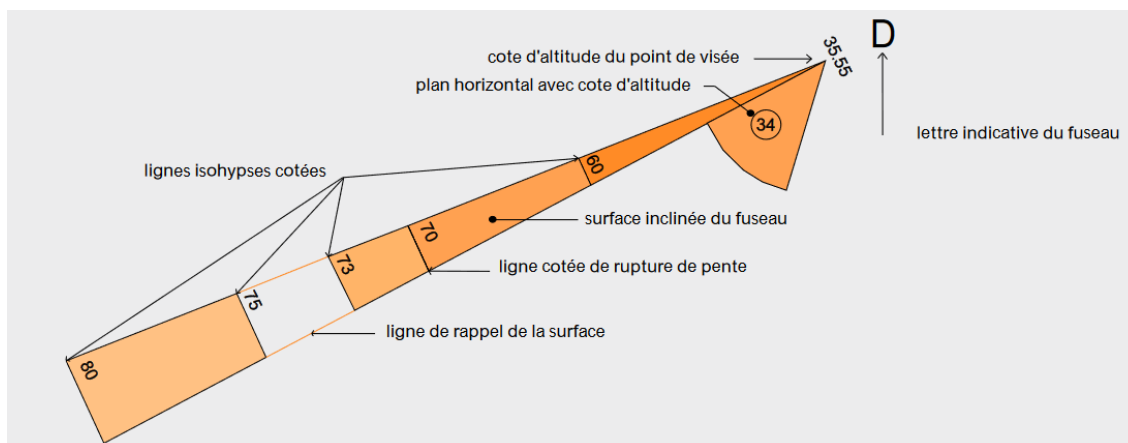 D
35.55
cote d'altitude du point de visée
plan horizontal avec cote d'altitude
34
lettre indicative du fuseau
lignes isohypses cotées
60
surface inclinée du fuseau
70
73
ligne cotée de rupture de pente
75
ligne de rappel de la surface
80